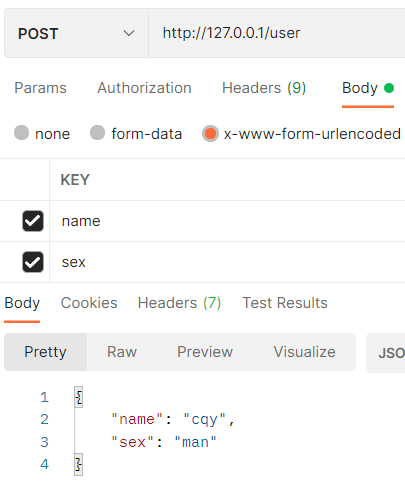 POST http://127.0.0.1/user
Params Authorization Headers (9) Body
none form-data x-www-form-urlencoded
KEY
name
sex
Body Cookies Headers (7) Test Results
Pretty Raw Preview Visualize JSO
1 {
2 "name": "cqy",
3 "sex": "man"
4 }